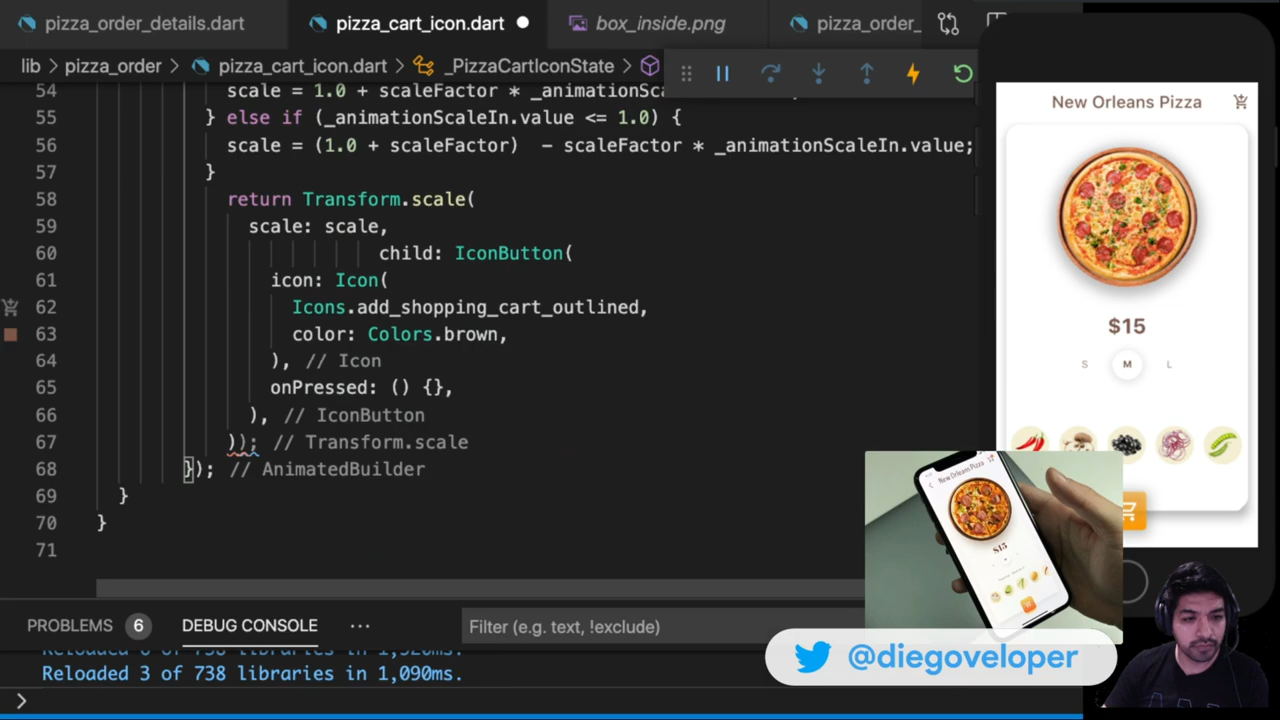 pizza_order_details.dart
pizza_cart_icon.dart
box_inside.png
pizza_order_
lib > pizza_order > pizza_cart_icon.dart > _PizzaCartIconState
54 scale = 1.0 + scaleFactor * _animationSca
55 } else if (_animationScaleIn.value <= 1.0) {
56 scale = (1.0 + scaleFactor) - scaleFactor * _animationScaleIn.value;
57 }
58 return Transform.scale(
59 scale: scale,
60 child: IconButton(
61 icon: Icon(
62 Icons.add_shopping_cart_outlined,
63 color: Colors.brown,
64 ), // Icon
65 onPressed: () {},
66 ), // IconButton
67 )); // Transform.scale
68 }); // AnimatedBuilder
69 }
70 }
71
PROBLEMS 6 DEBUG CONSOLE ...
Filter (e.g. text, !exclude)
Reloaded 3 of 738 libraries in 1,090ms.
>
New Orleans Pizza
$15
S M L
New Orleans Pizza
$15
@diegoveloper